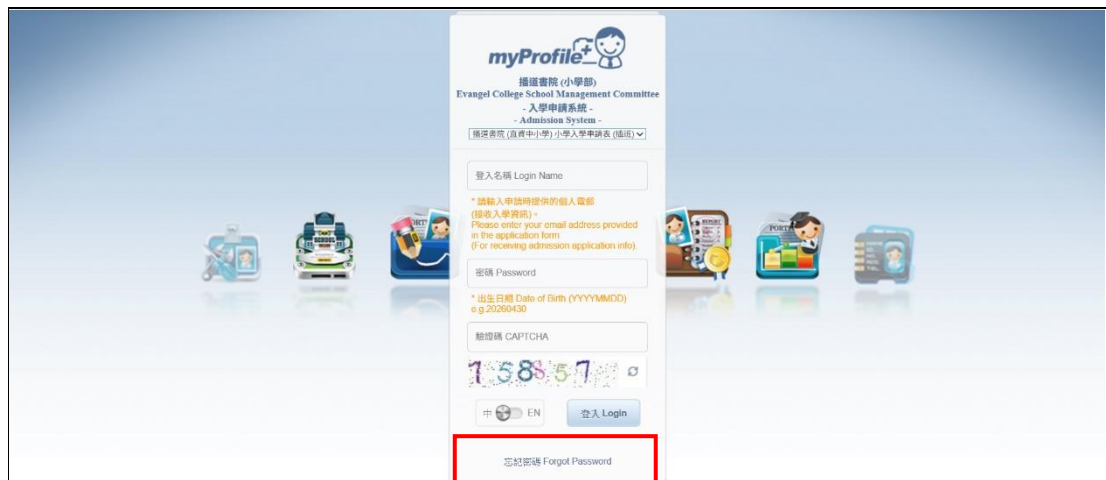 myProfile
播道書院 (小學部)
Evangel College School Management Committee
- 入學申請系統 -
- Admission System -
播道書院 (直資中小學) 小學入學申請表 (插班)
登入名稱 Login Name
* 請輸入申請時提供的個人電郵
(接收入學資訊)。
Please enter your email address provided
in the application form
(For receiving admission application info).
密碼 Password
* 出生日期 Date of Birth (YYYYMMDD)
e.g.20260430
驗證碼 CAPTCHA
中 EN
登入 Login
忘記密碼 Forgot Password